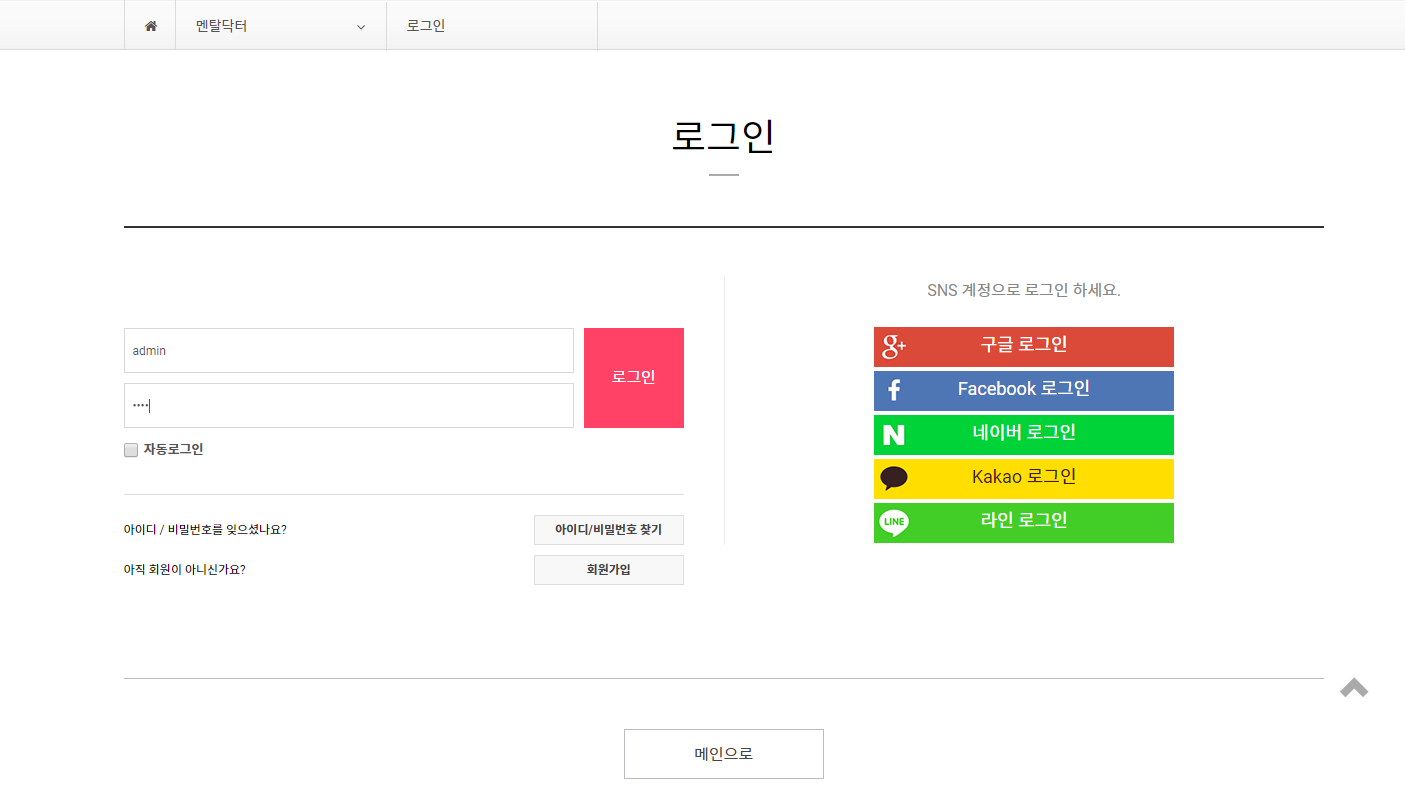 멘탈닥터
로그인
로그인
SNS 계정으로 로그인 하세요.
admin
••••
로그인
자동로그인
아이디 / 비밀번호를 잊으셨나요?
아이디/비밀번호 찾기
아직 회원이 아니신가요?
회원가입
g+ 구글 로그인
f Facebook 로그인
N 네이버 로그인
Kakao 로그인
LINE 라인 로그인
메인으로